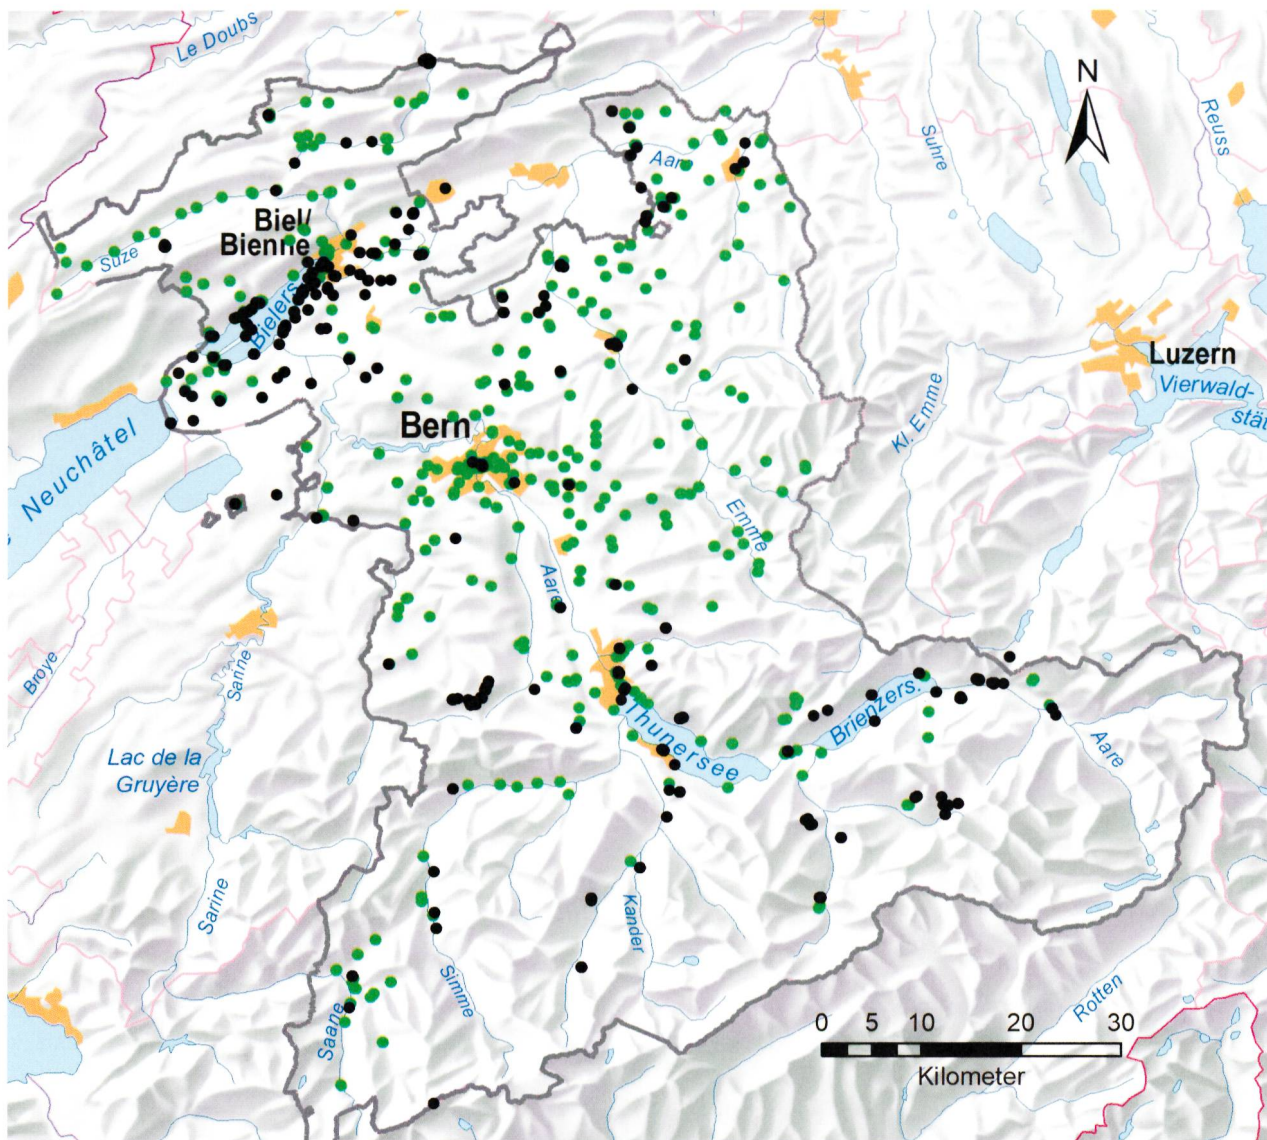 Le Doubs
N
Reuss
Suhre
Aare
Biel/
Bienne
Suze
Bielers.
Luzern
Vierwald-
stät
Kl. Emme
Neuchâtel
Bern
Emme
Aare
Broye
Sarine
Thunersee
Brienzers.
Aare
Lac de la
Gruyère
Sarine
Kander
Simme
Saane
Rotten
0 5 10 20 30
Kilometer